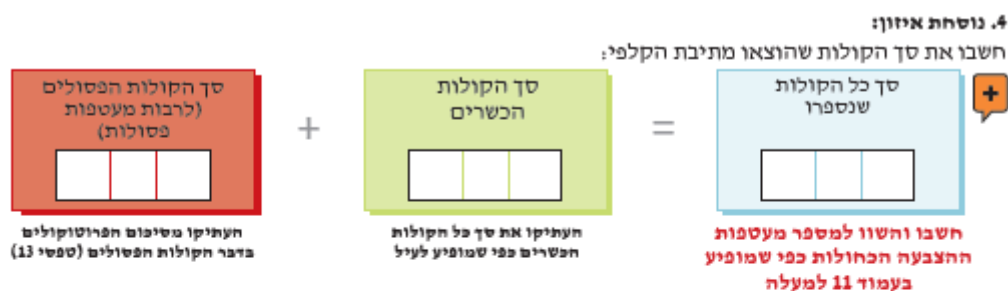 4. נוסחת איזון:
חשבו את סך הקולות שהוצאו מתיבת הקלפי:
סך כל הקולות
שנספרו
=
סך הקולות
הכשרים
+
סך הקולות הפסולים
(לרבות מעטפות
פסולות)
חשבו והשוו למספר מעטפות
ההצבעה הכחולות כפי שמופיע
בעמוד 11 למעלה
העתיקו את סך כל הקולות
הכשרים כפי שמופיע לעיל
העתיקו מסיכום הפרוטוקולים
בדבר הקולות הפסולים (טפסי 13)